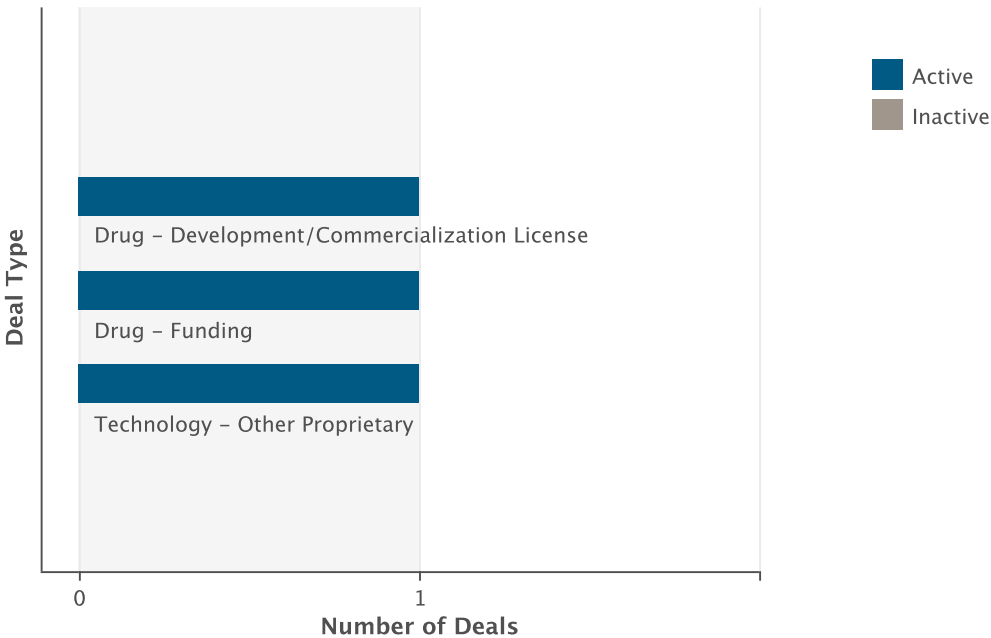 Active
Inactive
Drug – Development/Commercialization License
Drug – Funding
Technology – Other Proprietary
Deal Type
0
1
Number of Deals